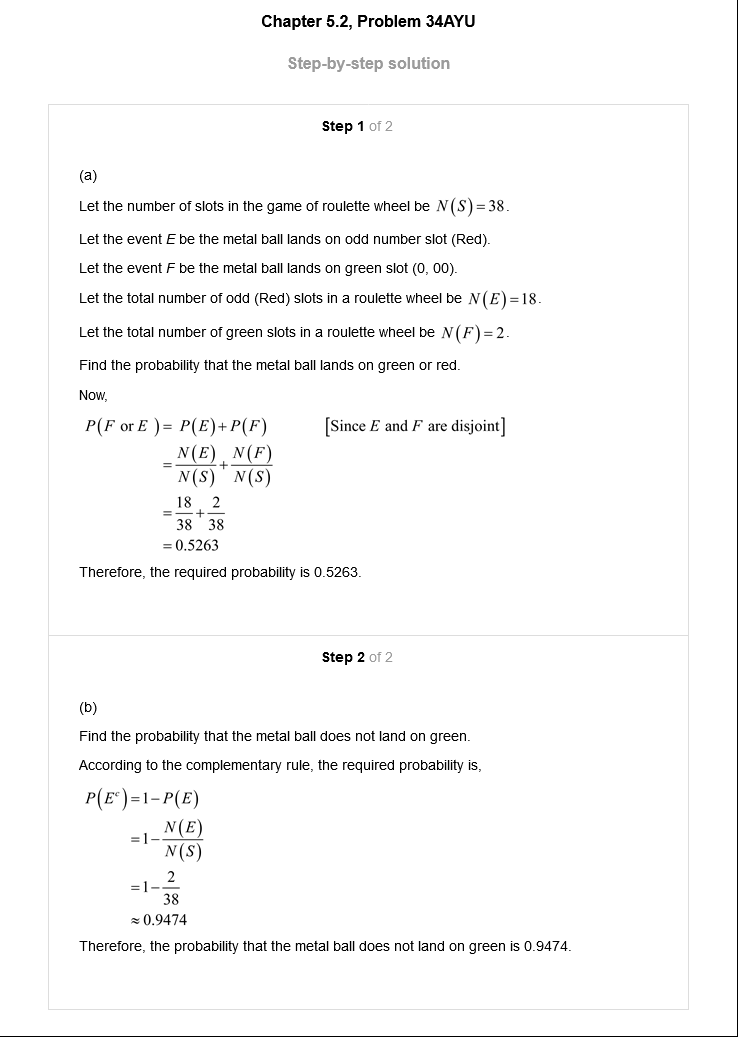 Chapter 5.2, Problem 34AYU
Step-by-step solution
Step 1 of 2
(a)
Let the number of slots in the game of roulette wheel be N(S)=38.
Let the event E be the metal ball lands on odd number slot (Red).
Let the event F be the metal ball lands on green slot (0, 00).
Let the total number of odd (Red) slots in a roulette wheel be N(E)=18.
Let the total number of green slots in a roulette wheel be N(F)=2.
Find the probability that the metal ball lands on green or red.
Now,
P(F or E )= P(E)+P(F) [Since E and F are disjoint]
=N(E)/N(S)+N(F)/N(S)
=18/38+2/38
=0.5263
Therefore, the required probability is 0.5263.
Step 2 of 2
(b)
Find the probability that the metal ball does not land on green.
According to the complementary rule, the required probability is,
P(Eᶜ)=1−P(E)
=1−N(E)/N(S)
=1−2/38
≈0.9474
Therefore, the probability that the metal ball does not land on green is 0.9474.